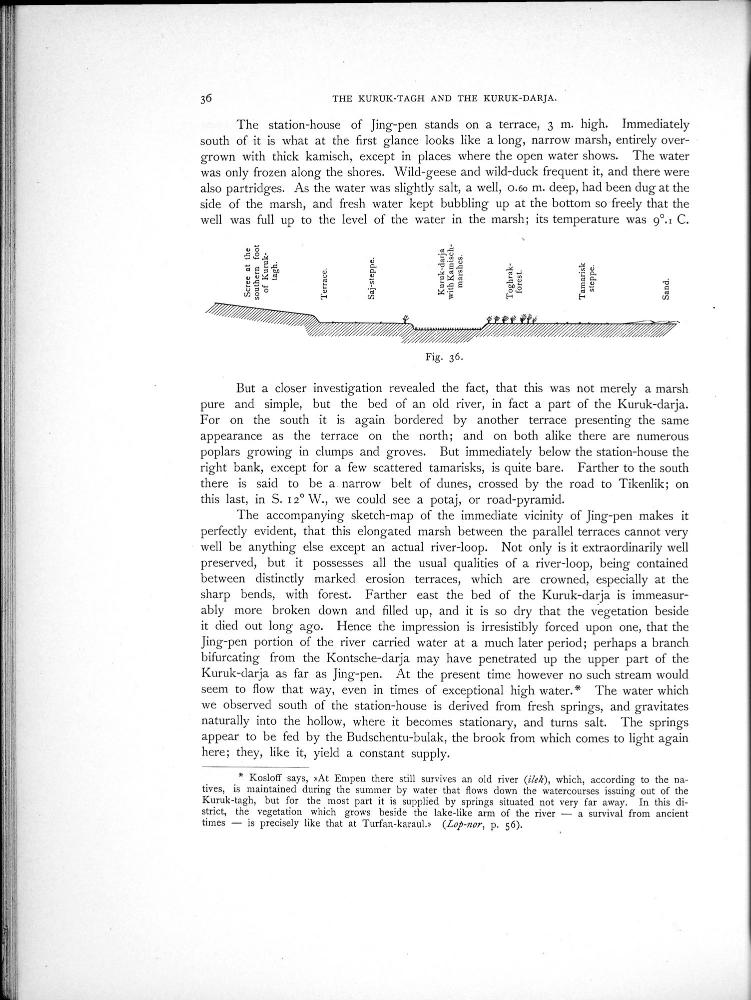 36
THE KURUK-TAGH AND THE KURUK-DARJA.
The station-house of Jing-pen stands on a terrace, 3 m. high. Immediately
south of it is what at the first glance looks like a long, narrow marsh, entirely over-
grown with thick kamisch, except in places where the open water shows. The water
was only frozen along the shores. Wild-geese and wild-duck frequent it, and there were
also partridges. As the water was slightly salt, a well, 0.60 m. deep, had been dug at the
side of the marsh, and fresh water kept bubbling up at the bottom so freely that the
well was full up to the level of the water in the marsh; its temperature was 9°.1 C.
Scree at the
southern foot
of Kuruk-
tagh.
Terrace.
Saj-steppe.
Kuruk-darja
with Kamisch-
marshes.
Toghrak-
forest.
Tamarisk
steppe.
Sand.
Fig. 36.
But a closer investigation revealed the fact, that this was not merely a marsh
pure and simple, but the bed of an old river, in fact a part of the Kuruk-darja.
For on the south it is again bordered by another terrace presenting the same
appearance as the terrace on the north; and on both alike there are numerous
poplars growing in clumps and groves. But immediately below the station-house the
right bank, except for a few scattered tamarisks, is quite bare. Farther to the south
there is said to be a narrow belt of dunes, crossed by the road to Tikenlik; on
this last, in S. 12° W., we could see a potaj, or road-pyramid.
The accompanying sketch-map of the immediate vicinity of Jing-pen makes it
perfectly evident, that this elongated marsh between the parallel terraces cannot very
well be anything else except an actual river-loop. Not only is it extraordinarily well
preserved, but it possesses all the usual qualities of a river-loop, being contained
between distinctly marked erosion terraces, which are crowned, especially at the
sharp bends, with forest. Farther east the bed of the Kuruk-darja is immeasur-
ably more broken down and filled up, and it is so dry that the vegetation beside
it died out long ago. Hence the impression is irresistibly forced upon one, that the
Jing-pen portion of the river carried water at a much later period; perhaps a branch
bifurcating from the Kontsche-darja may have penetrated up the upper part of the
Kuruk-darja as far as Jing-pen. At the present time however no such stream would
seem to flow that way, even in times of exceptional high water.* The water which
we observed south of the station-house is derived from fresh springs, and gravitates
naturally into the hollow, where it becomes stationary, and turns salt. The springs
appear to be fed by the Budschentu-bulak, the brook from which comes to light again
here; they, like it, yield a constant supply.
* Kosloff says, »At Empen there still survives an old river (ilek), which, according to the na-
tives, is maintained during the summer by water that flows down the watercourses issuing out of the
Kuruk-tagh, but for the most part it is supplied by springs situated not very far away. In this di-
strict, the vegetation which grows beside the lake-like arm of the river — a survival from ancient
times — is precisely like that at Turfan-karaul.» (Lop-nor, p. 56).